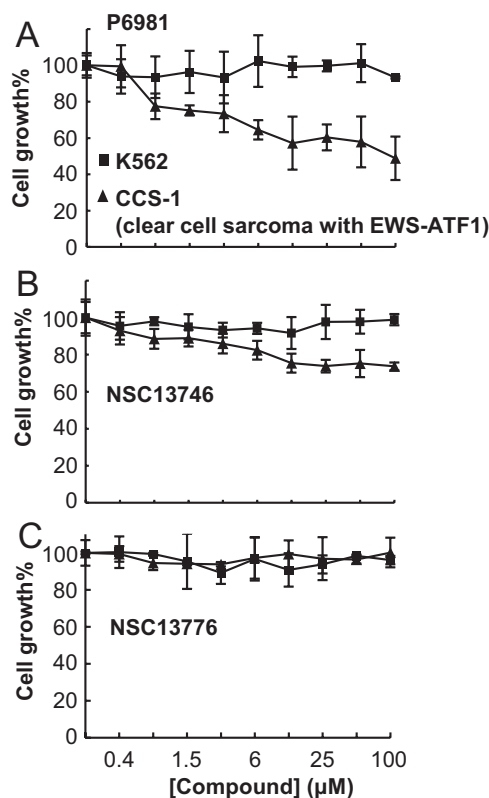 A
P6981
Cell growth%
100
80
60
40
20
0
K562
CCS-1
(clear cell sarcoma with EWS-ATF1)
B
Cell growth%
100
80
60
40
20
0
NSC13746
C
Cell growth%
100
80
60
40
20
0
NSC13776
0.4 1.5 6 25 100
[Compound] (µM)